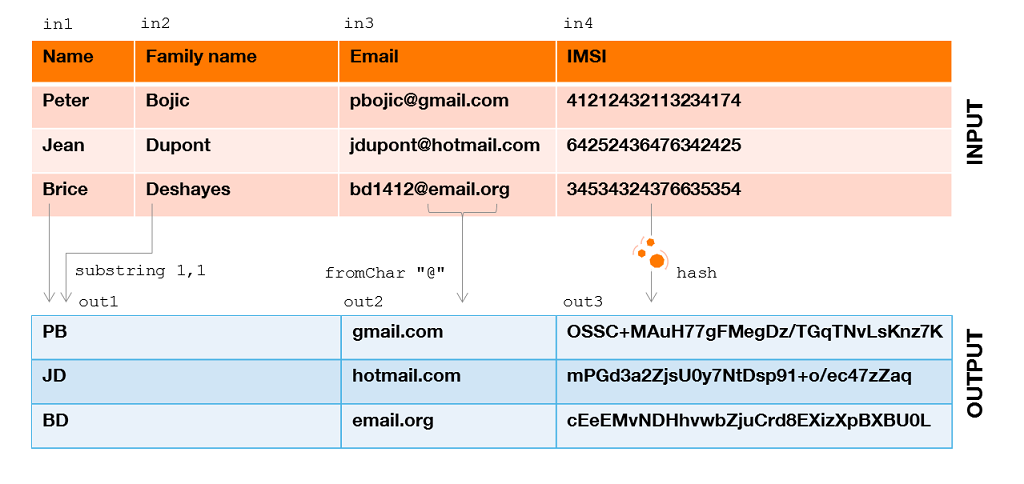 in1 in2 in3 in4
Name Family name Email IMSI
Peter Bojic pbojic@gmail.com 41212432113234174
Jean Dupont jdupont@hotmail.com 64252436476342425
Brice Deshayes bd1412@email.org 34534324376635354
INPUT
substring 1,1 fromChar "@" hash
out1 out2 out3
PB gmail.com OSSC+MAuH77gFMegDz/TGqTNvLsKnz7K
JD hotmail.com mPGd3a2ZjsU0y7NtDsp91+o/ec47zZaq
BD email.org cEeEMvNDHhvwbZjuCrd8EXizXpBXBU0L
OUTPUT